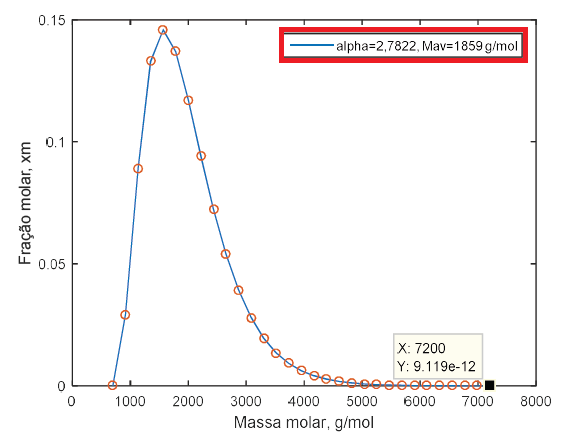 0.15
alpha=2,7822, Mav=1859 g/mol
0.1
Fração molar, xm
0.05
X: 7200
Y: 9.119e-12
0
0 1000 2000 3000 4000 5000 6000 7000 8000
Massa molar, g/mol